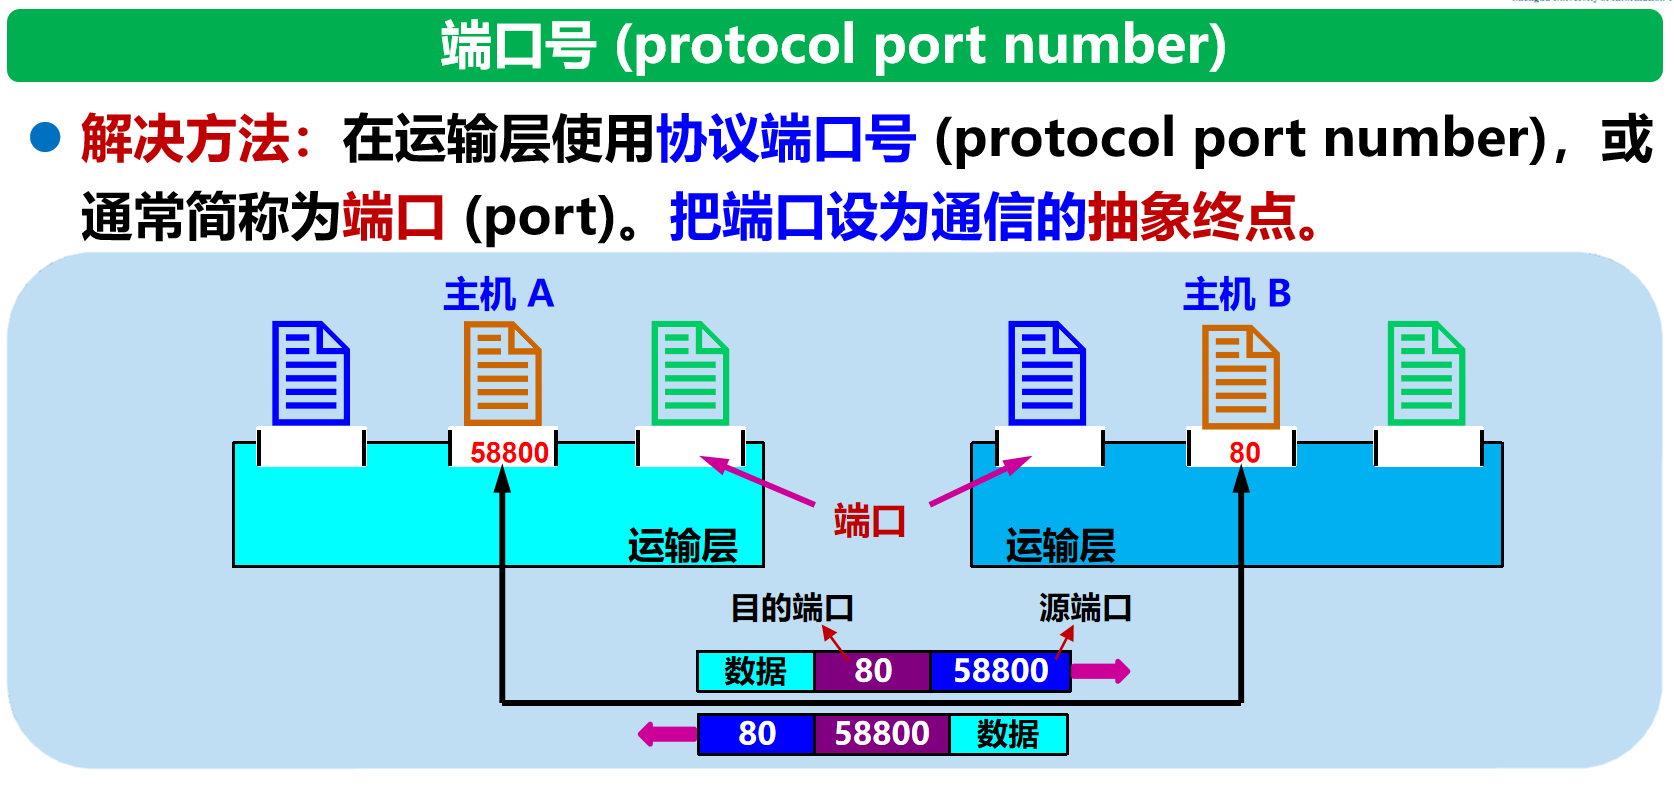 端口号 (protocol port number)
解决方法：在运输层使用协议端口号 (protocol port number)，或
通常简称为端口 (port)。把端口设为通信的抽象终点。
主机 A
主机 B
58800
80
端口
运输层
运输层
目的端口
源端口
数据 80 58800
80 58800 数据